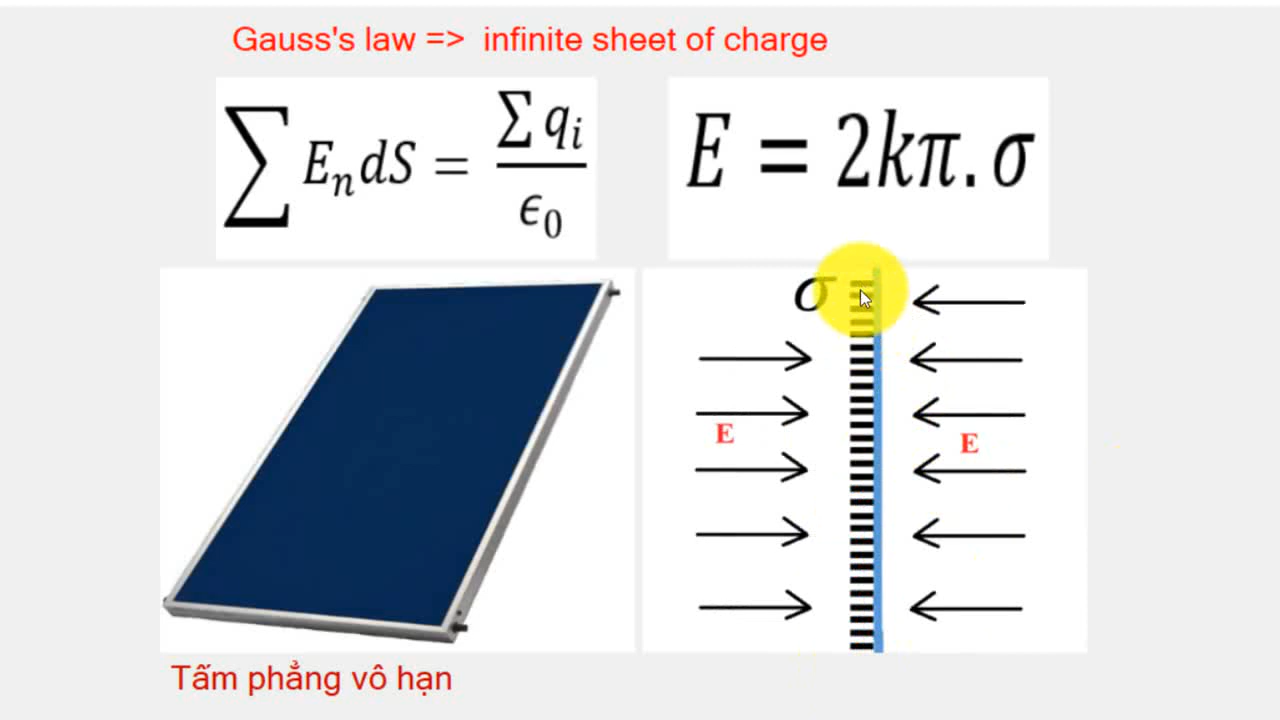 Gauss's law => infinite sheet of charge
∑ EₙdS = ∑ qᵢ / ϵ₀
E = 2kπ.σ
σ
E
E
Tấm phẳng vô hạn